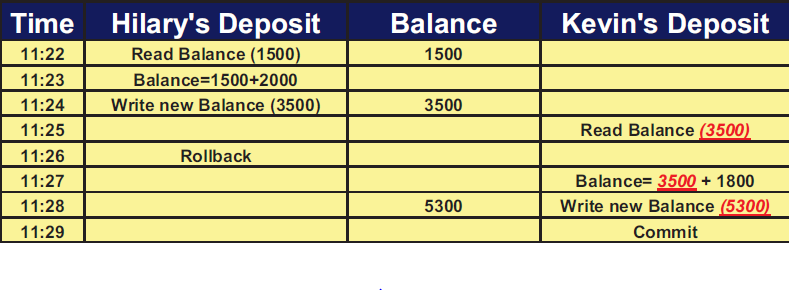 Time Hilary's Deposit Balance Kevin's Deposit
11:22 Read Balance (1500) 1500
11:23 Balance=1500+2000
11:24 Write new Balance (3500) 3500
11:25 Read Balance (3500)
11:26 Rollback
11:27 Balance= 3500 + 1800
11:28 5300 Write new Balance (5300)
11:29 Commit